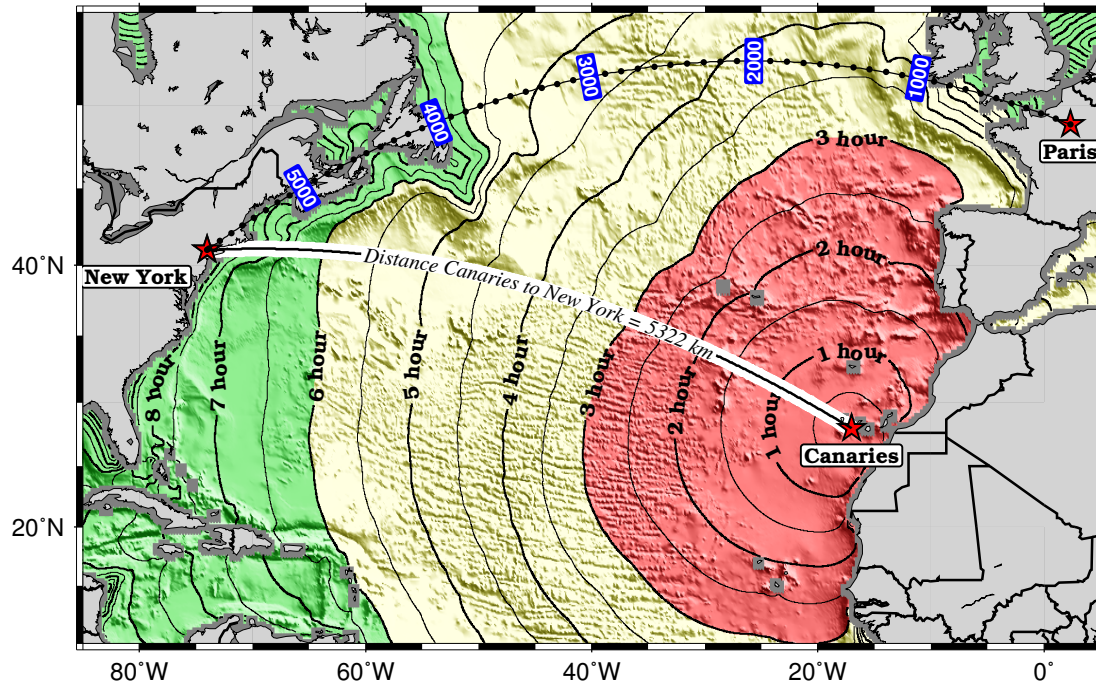 2000
3000
1000
4000
Paris
3 hour
5000
2 hour
40°N
New York
Distance Canaries to New York = 5322 km
1 hour
8 hour
7 hour
6 hour
5 hour
4 hour
3 hour
2 hour
1 hour
Canaries
20°N
80°W
60°W
40°W
20°W
0°